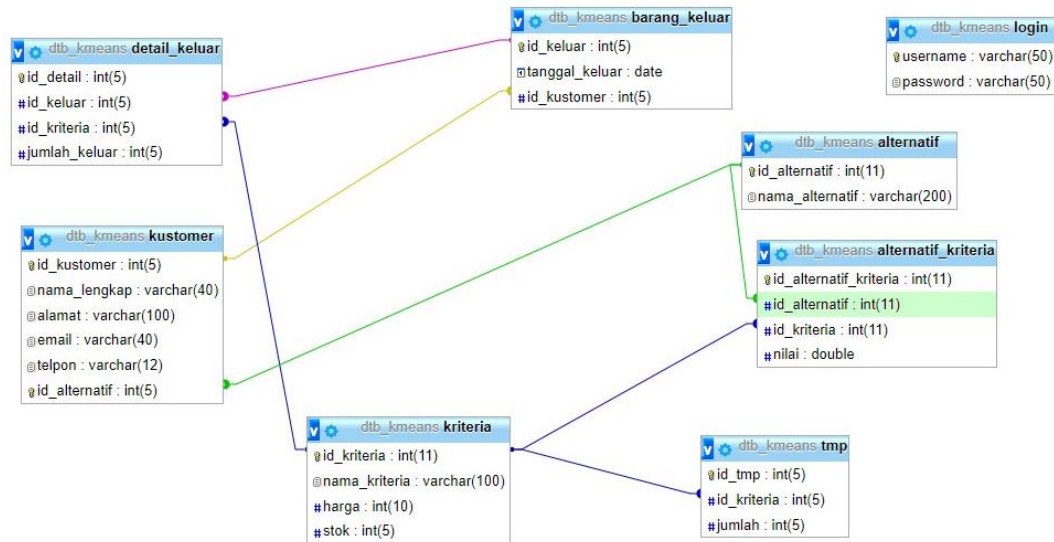 dtb_kmeans detail_keluar
id_detail : int(5)
id_keluar : int(5)
id_kriteria : int(5)
jumlah_keluar : int(5)
dtb_kmeans barang_keluar
id_keluar : int(5)
tanggal_keluar : date
id_kustomer : int(5)
dtb_kmeans login
username : varchar(50)
password : varchar(50)
dtb_kmeans alternatif
id_alternatif : int(11)
nama_alternatif : varchar(200)
dtb_kmeans kustomer
id_kustomer : int(5)
nama_lengkap : varchar(40)
alamat : varchar(100)
email : varchar(40)
telpon : varchar(12)
id_alternatif : int(5)
dtb_kmeans alternatif_kriteria
id_alternatif_kriteria : int(11)
id_alternatif : int(11)
id_kriteria : int(11)
nilai : double
dtb_kmeans kriteria
id_kriteria : int(11)
nama_kriteria : varchar(100)
harga : int(10)
stok : int(5)
dtb_kmeans tmp
id_tmp : int(5)
id_kriteria : int(5)
jumlah : int(5)